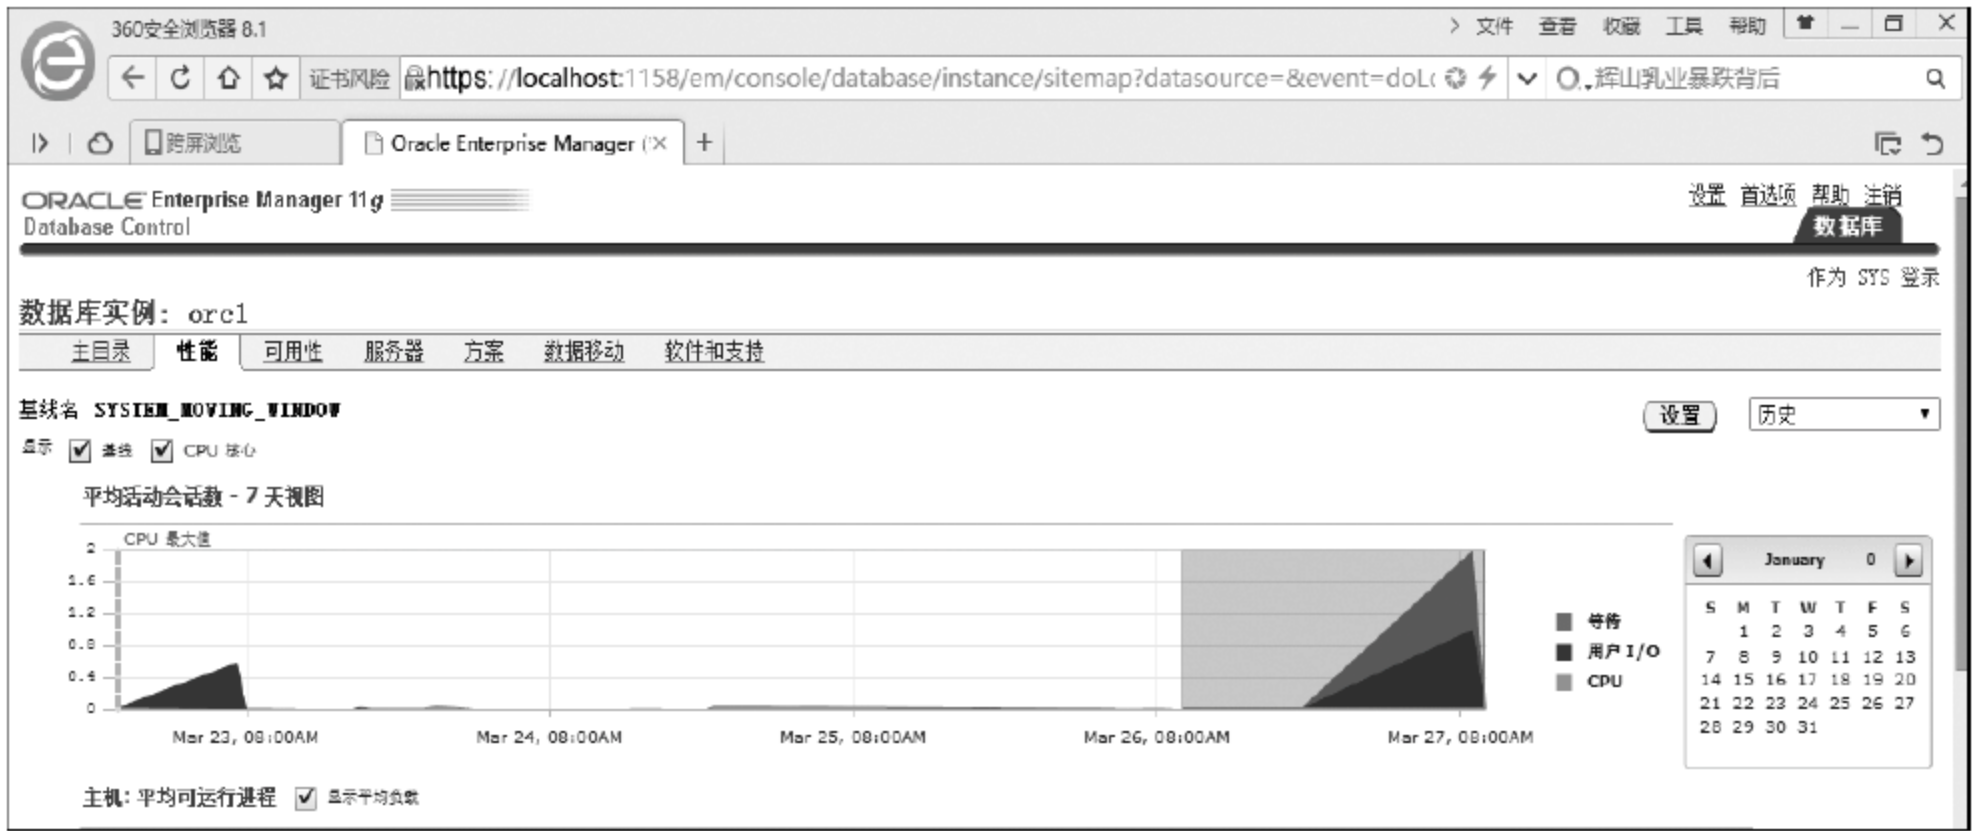 360安全浏览器 8.1
文件 查看 收藏 工具 帮助
证书风险 https://localhost:1158/em/console/database/instance/sitemap?datasource=&event=doLo
辉山乳业暴跌背后
跨屏浏览
Oracle Enterprise Manager (
ORACLE Enterprise Manager 11g
Database Control
设置 首选项 帮助 注销
数据库
作为 SYS 登录
数据库实例: orcl
主目录 性能 可用性 服务器 方案 数据移动 软件和支持
基线名 SYSTEM_MOVING_WINDOW
设置 历史
显示 基线 CPU 核心
平均活动会话数 - 7 天视图
CPU 最大值
2
1.6
1.2
0.8
0.4
0
Mar 23, 08:00AM Mar 24, 08:00AM Mar 25, 08:00AM Mar 26, 08:00AM Mar 27, 08:00AM
等待
用户 I/O
CPU
January 0
S M T W T F S
1 2 3 4 5 6
7 8 9 10 11 12 13
14 15 16 17 18 19 20
21 22 23 24 25 26 27
28 29 30 31
主机: 平均可运行进程 显示平均负载